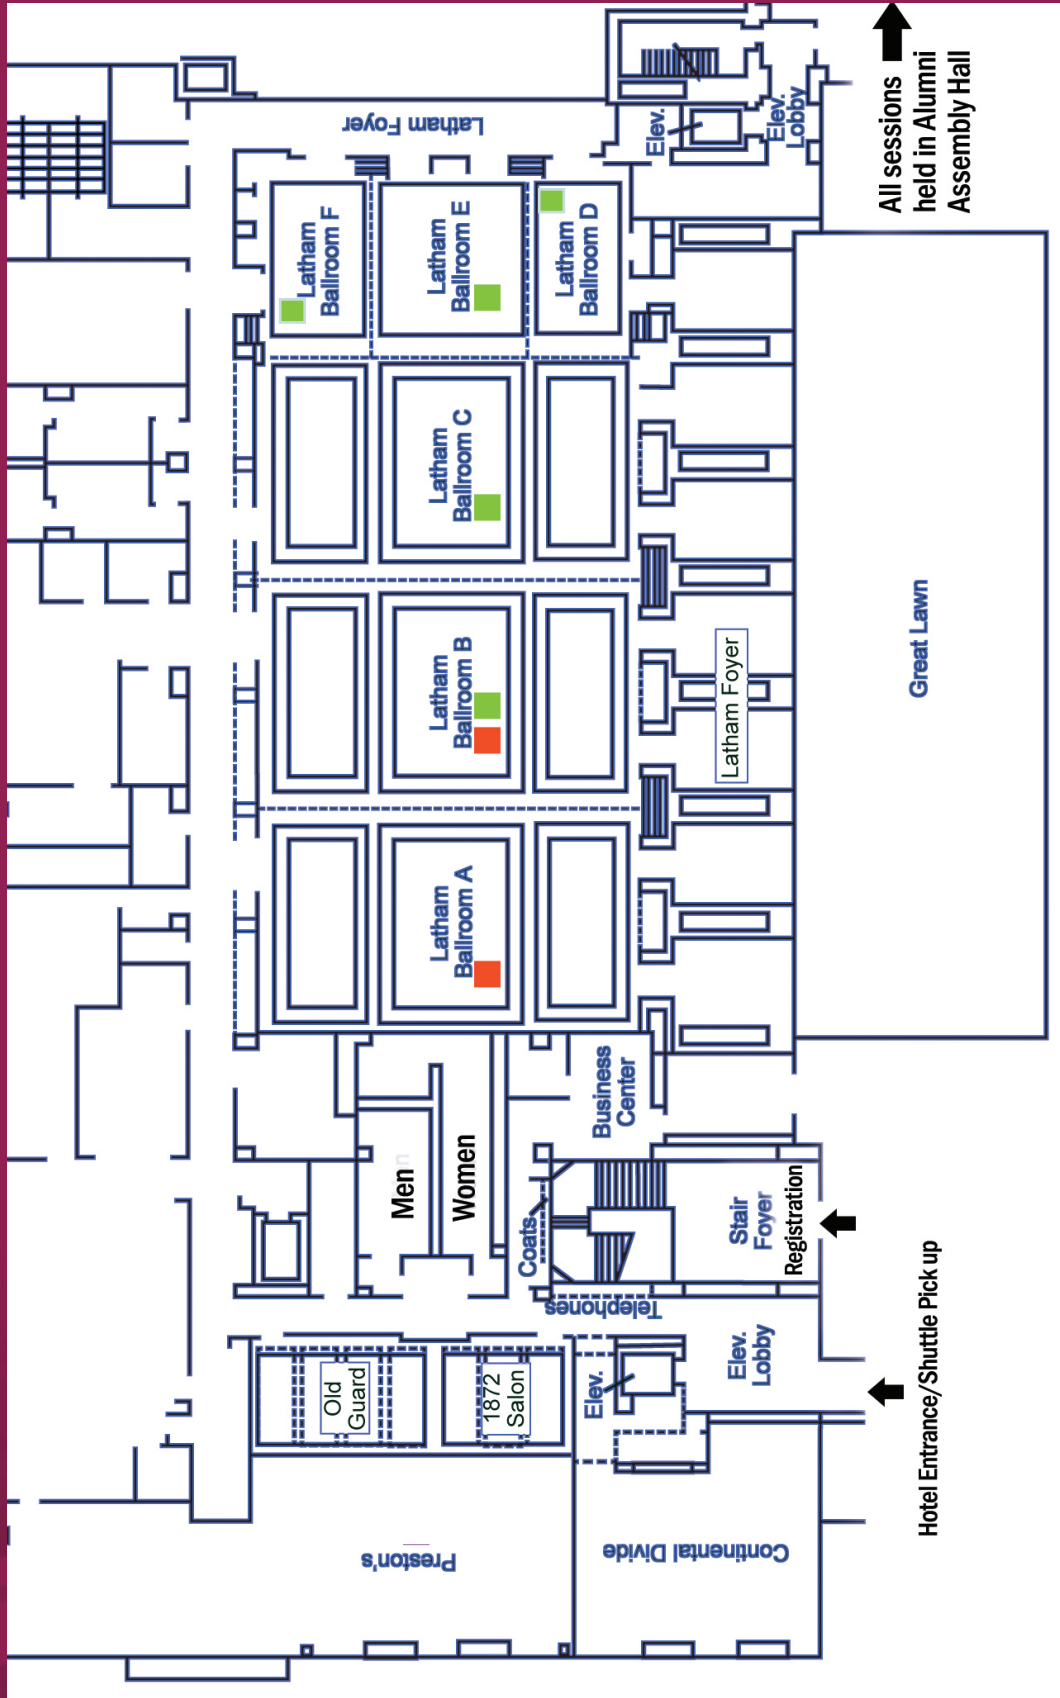 All sessions
held in Alumni
Assembly Hall
Latham Foyer
Elev.
Elev.
Lobby
Latham
Ballroom F
Latham
Ballroom E
Latham
Ballroom D
Latham
Ballroom C
Latham
Ballroom B
Latham
Ballroom A
Latham Foyer
Great Lawn
Business
Center
Men
Women
Coats
Stair
Foyer
Registration
Telephones
Old
Guard
1872
Salon
Elev.
Elev.
Lobby
Hotel Entrance/Shuttle Pick up
Preston's
Continental Divide